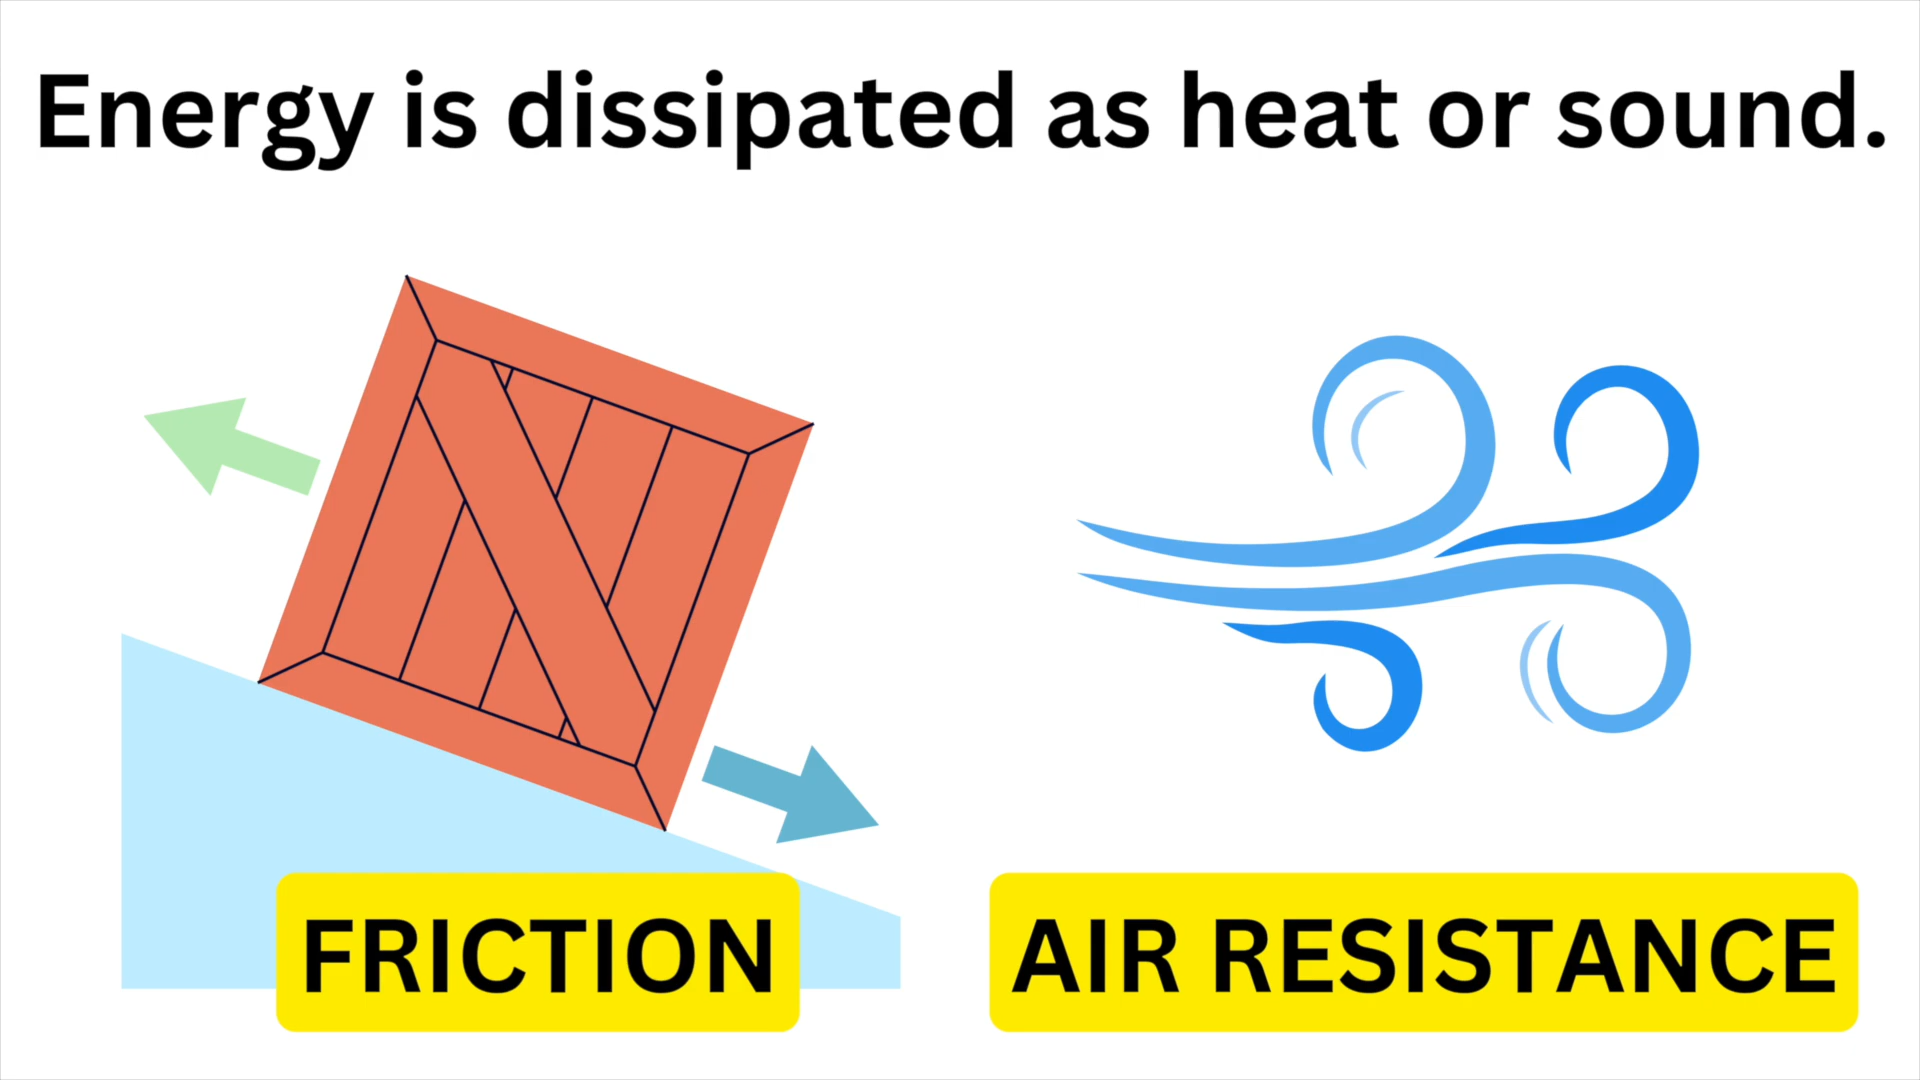 Energy is dissipated as heat or sound.
FRICTION
AIR RESISTANCE